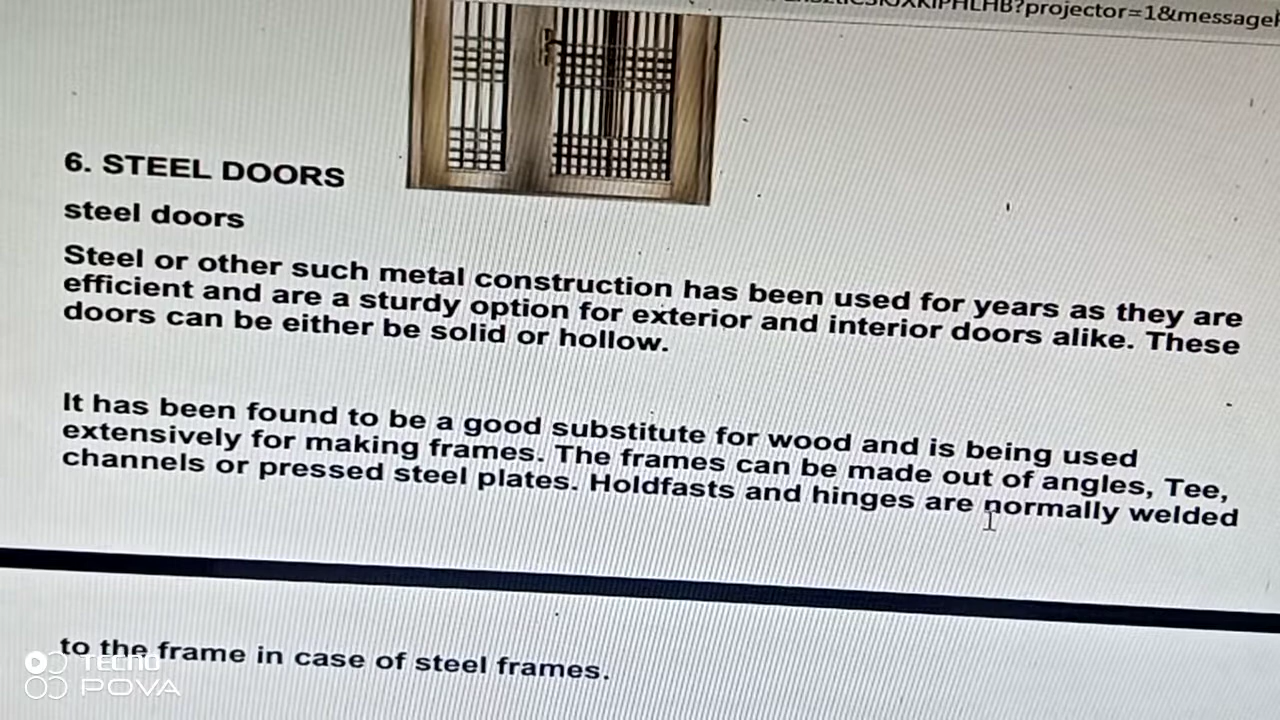 ?projector=1&message
6. STEEL DOORS
steel doors
Steel or other such metal construction has been used for years as they are
efficient and are a sturdy option for exterior and interior doors alike. These
doors can be either be solid or hollow.
It has been found to be a good substitute for wood and is being used
extensively for making frames. The frames can be made out of angles, Tee,
channels or pressed steel plates. Holdfasts and hinges are normally welded
to the frame in case of steel frames.
TECNO
POVA